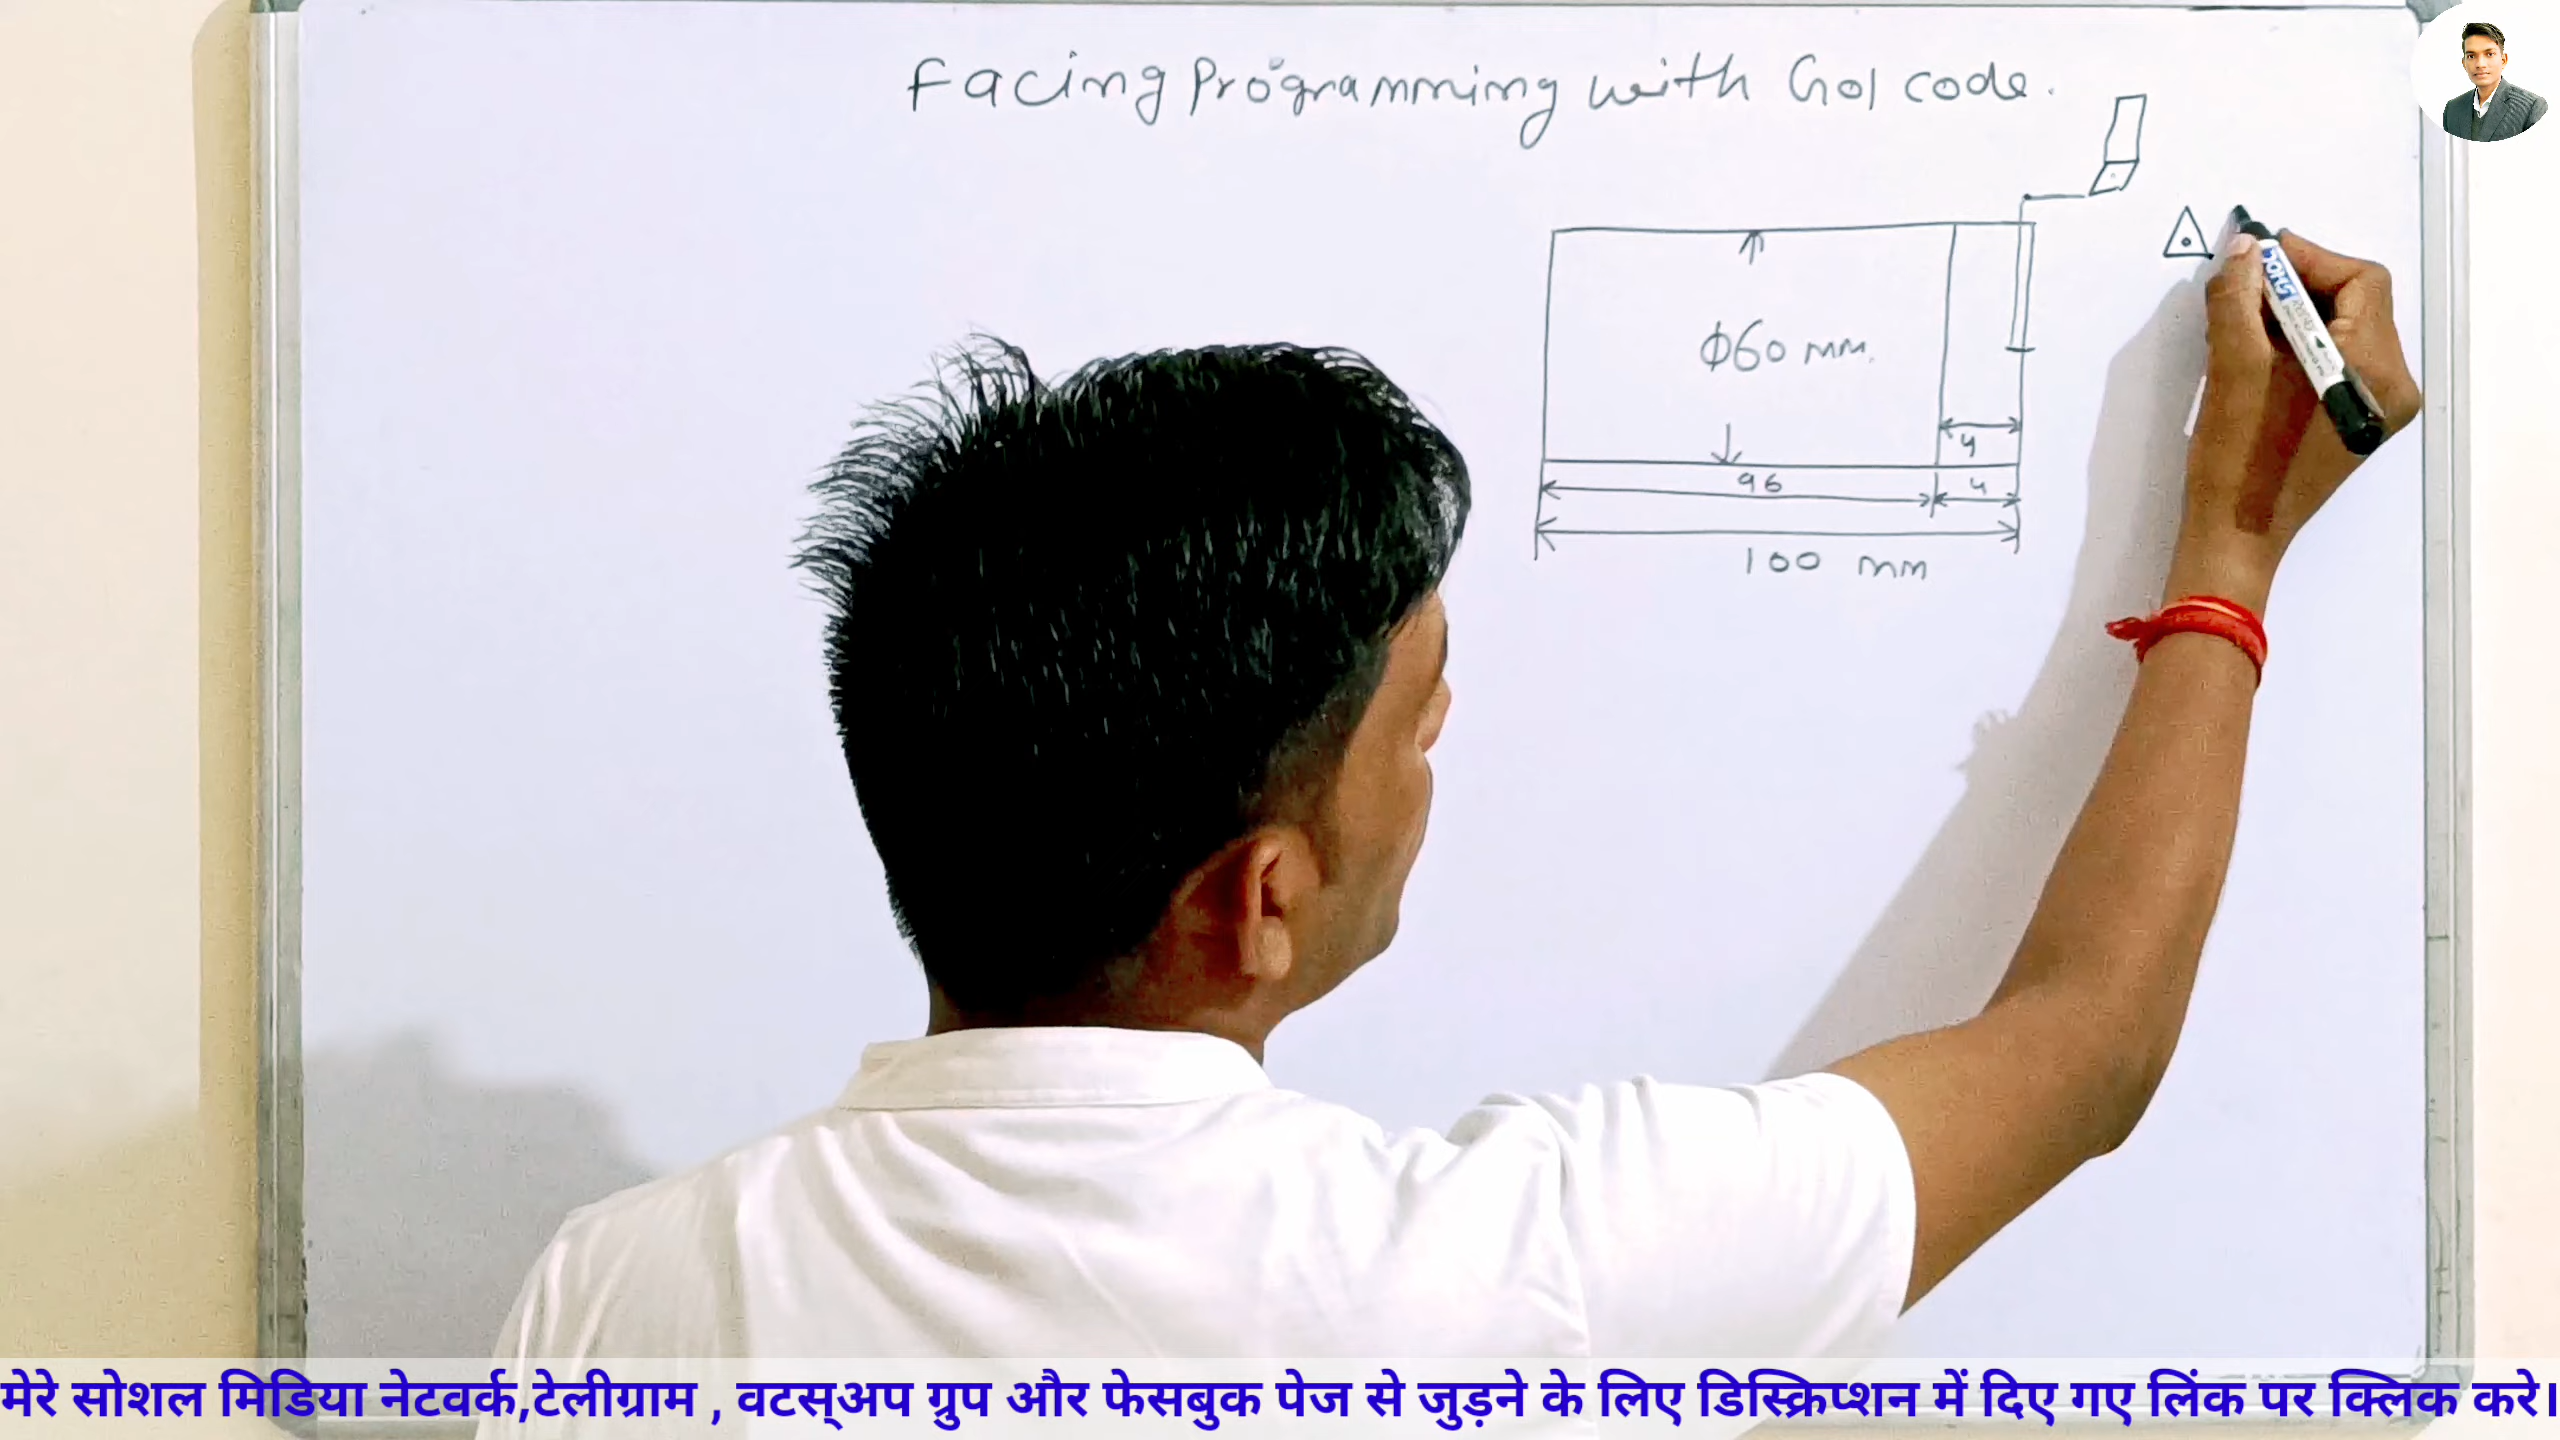 Facing Programming with G01 code.
Φ60 mm.
4
96
4
100 mm
मेरे सोशल मिडिया नेटवर्क,टेलीग्राम , वटस्अप ग्रुप और फेसबुक पेज से जुड़ने के लिए डिस्क्रिप्शन में दिए गए लिंक पर क्लिक करे।